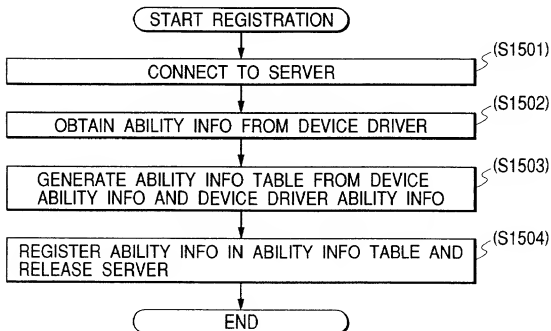 START REGISTRATION
(S1501)
CONNECT TO SERVER
(S1502)
OBTAIN ABILITY INFO FROM DEVICE DRIVER
(S1503)
GENERATE ABILITY INFO TABLE FROM DEVICE
ABILITY INFO AND DEVICE DRIVER ABILITY INFO
(S1504)
REGISTER ABILITY INFO IN ABILITY INFO TABLE AND
RELEASE SERVER
END